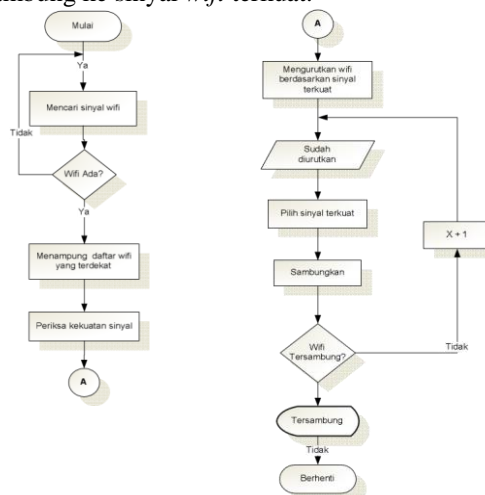 ambung ke sinyal wifi terkuat.
Mulai
Ya
Mencari sinyal wifi
Tidak
Wifi Ada?
Ya
Menampung daftar wifi
yang terdekat
Periksa kekuatan sinyal
A
A
Mengurutkan wifi
berdasarkan sinyal
terkuat
Sudah
diurutkan
Pilih sinyal terkuat
X + 1
Sambungkan
Wifi
Tersambung?
Tidak
Tersambung
Tidak
Berhenti